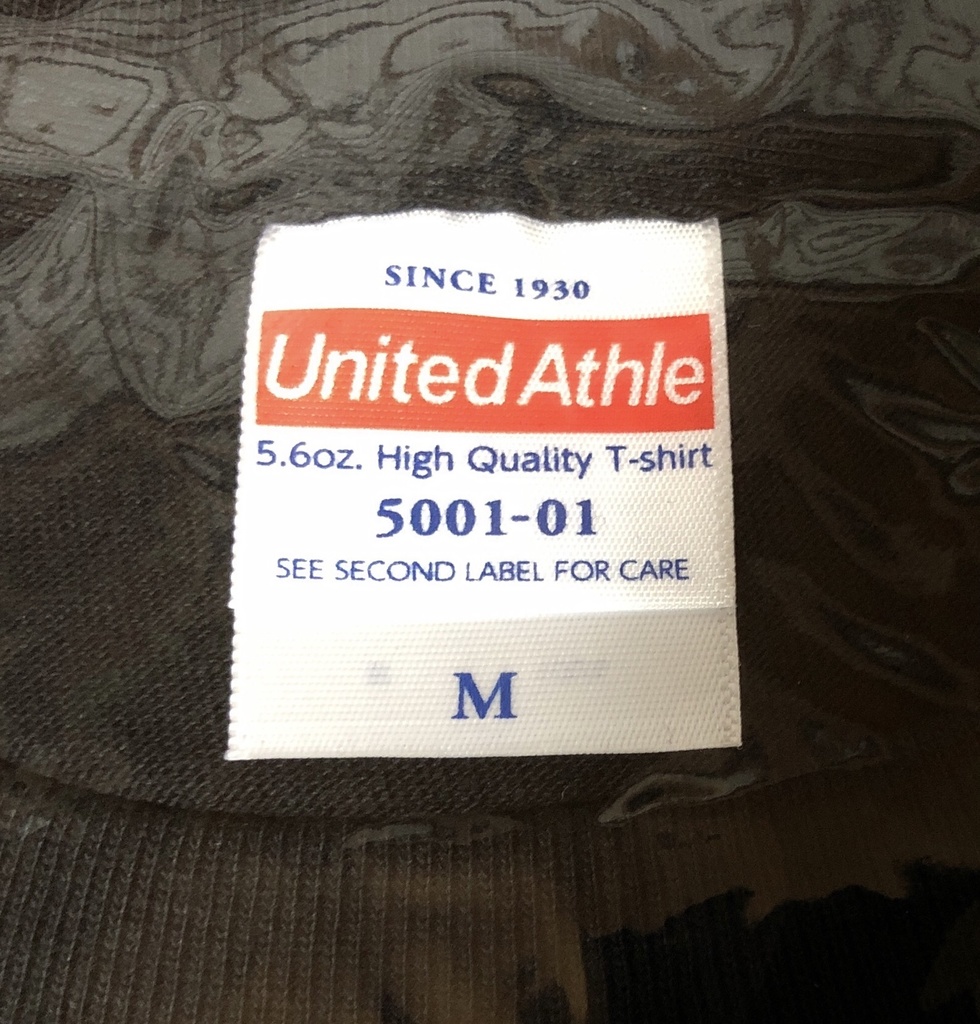 SINCE 1930
United Athle
5.6oz. High Quality T-shirt
5001-01
SEE SECOND LABEL FOR CARE
M